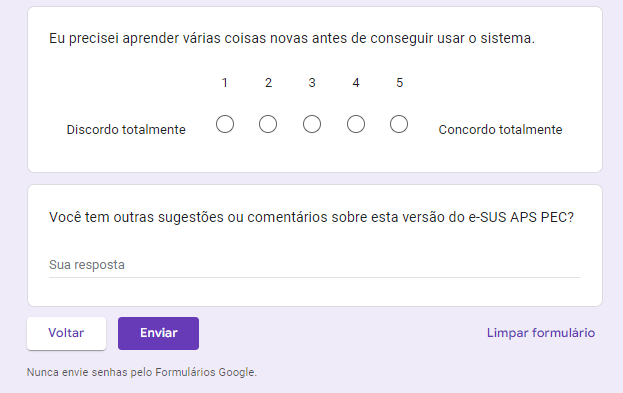 Eu precisei aprender várias coisas novas antes de conseguir usar o sistema.
1 2 3 4 5
Discordo totalmente Concordo totalmente
Você tem outras sugestões ou comentários sobre esta versão do e-SUS APS PEC?
Sua resposta
Voltar Enviar Limpar formulário
Nunca envie senhas pelo Formulários Google.